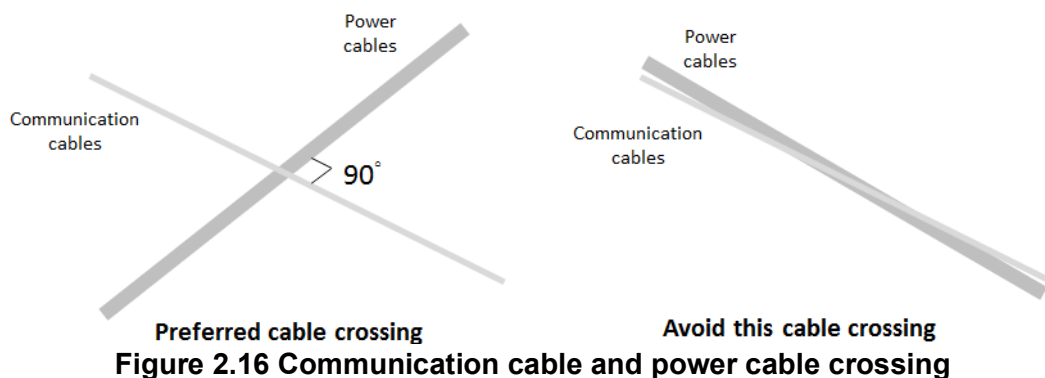 Power
cables
Communication
cables
90°
Preferred cable crossing
Power
cables
Communication
cables
Avoid this cable crossing
Figure 2.16 Communication cable and power cable crossing